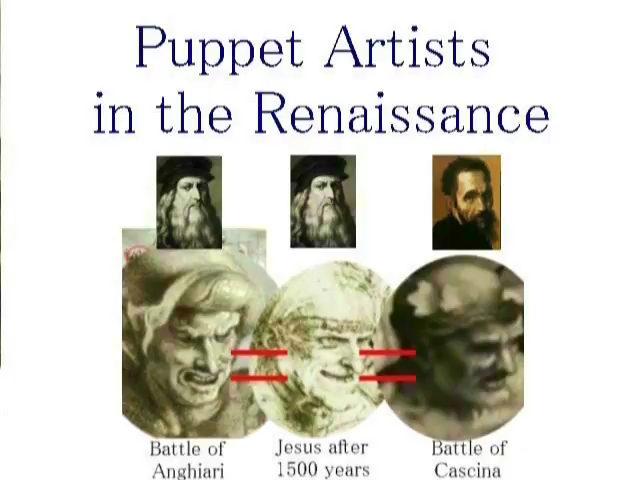 Puppet Artists
in the Renaissance
Battle of
Anghiari
Jesus after
1500 years
Battle of
Cascina